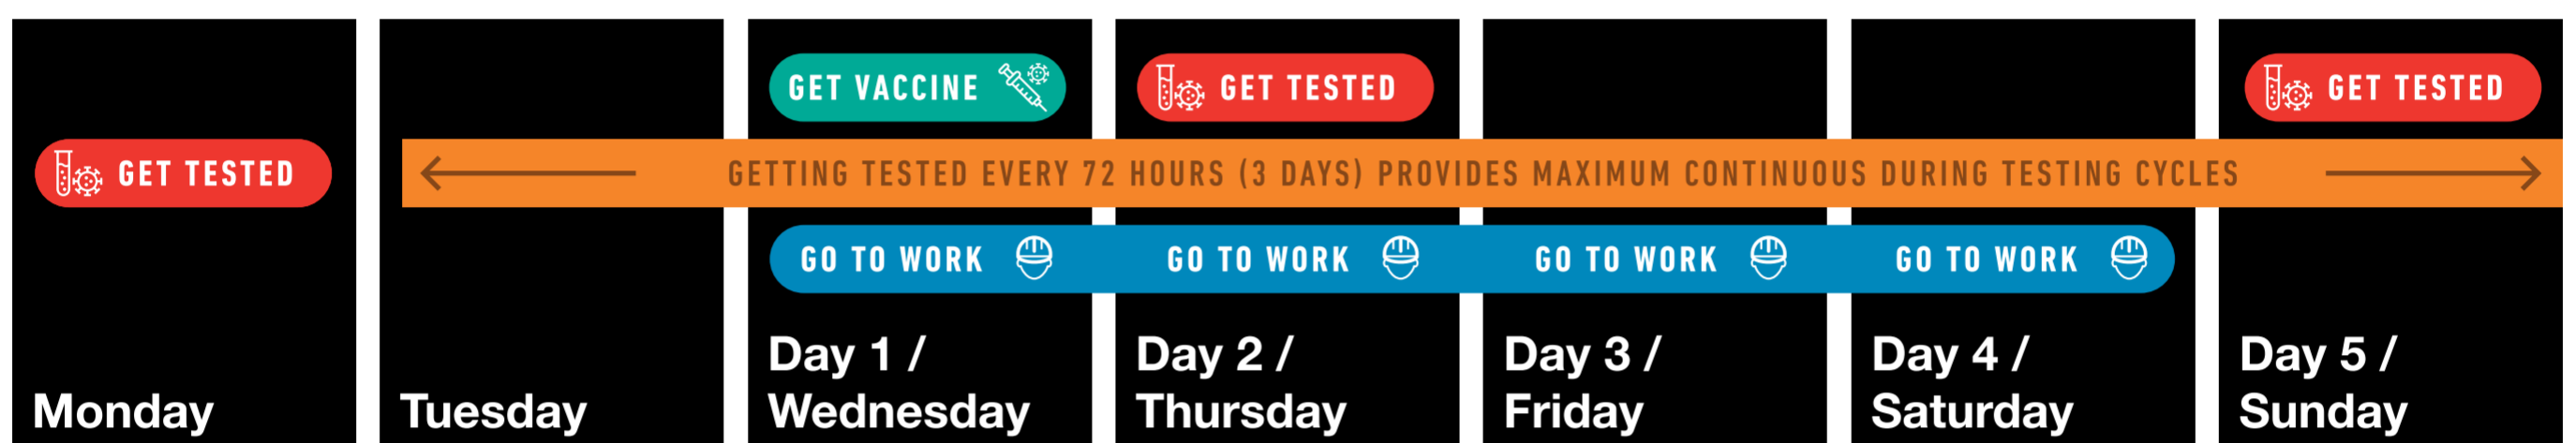 GET VACCINE
GET TESTED
GET TESTED
GET TESTED
GETTING TESTED EVERY 72 HOURS (3 DAYS) PROVIDES MAXIMUM CONTINUOUS DURING TESTING CYCLES
GO TO WORK
GO TO WORK
GO TO WORK
GO TO WORK
Monday
Tuesday
Day 1 /
Wednesday
Day 2 /
Thursday
Day 3 /
Friday
Day 4 /
Saturday
Day 5 /
Sunday